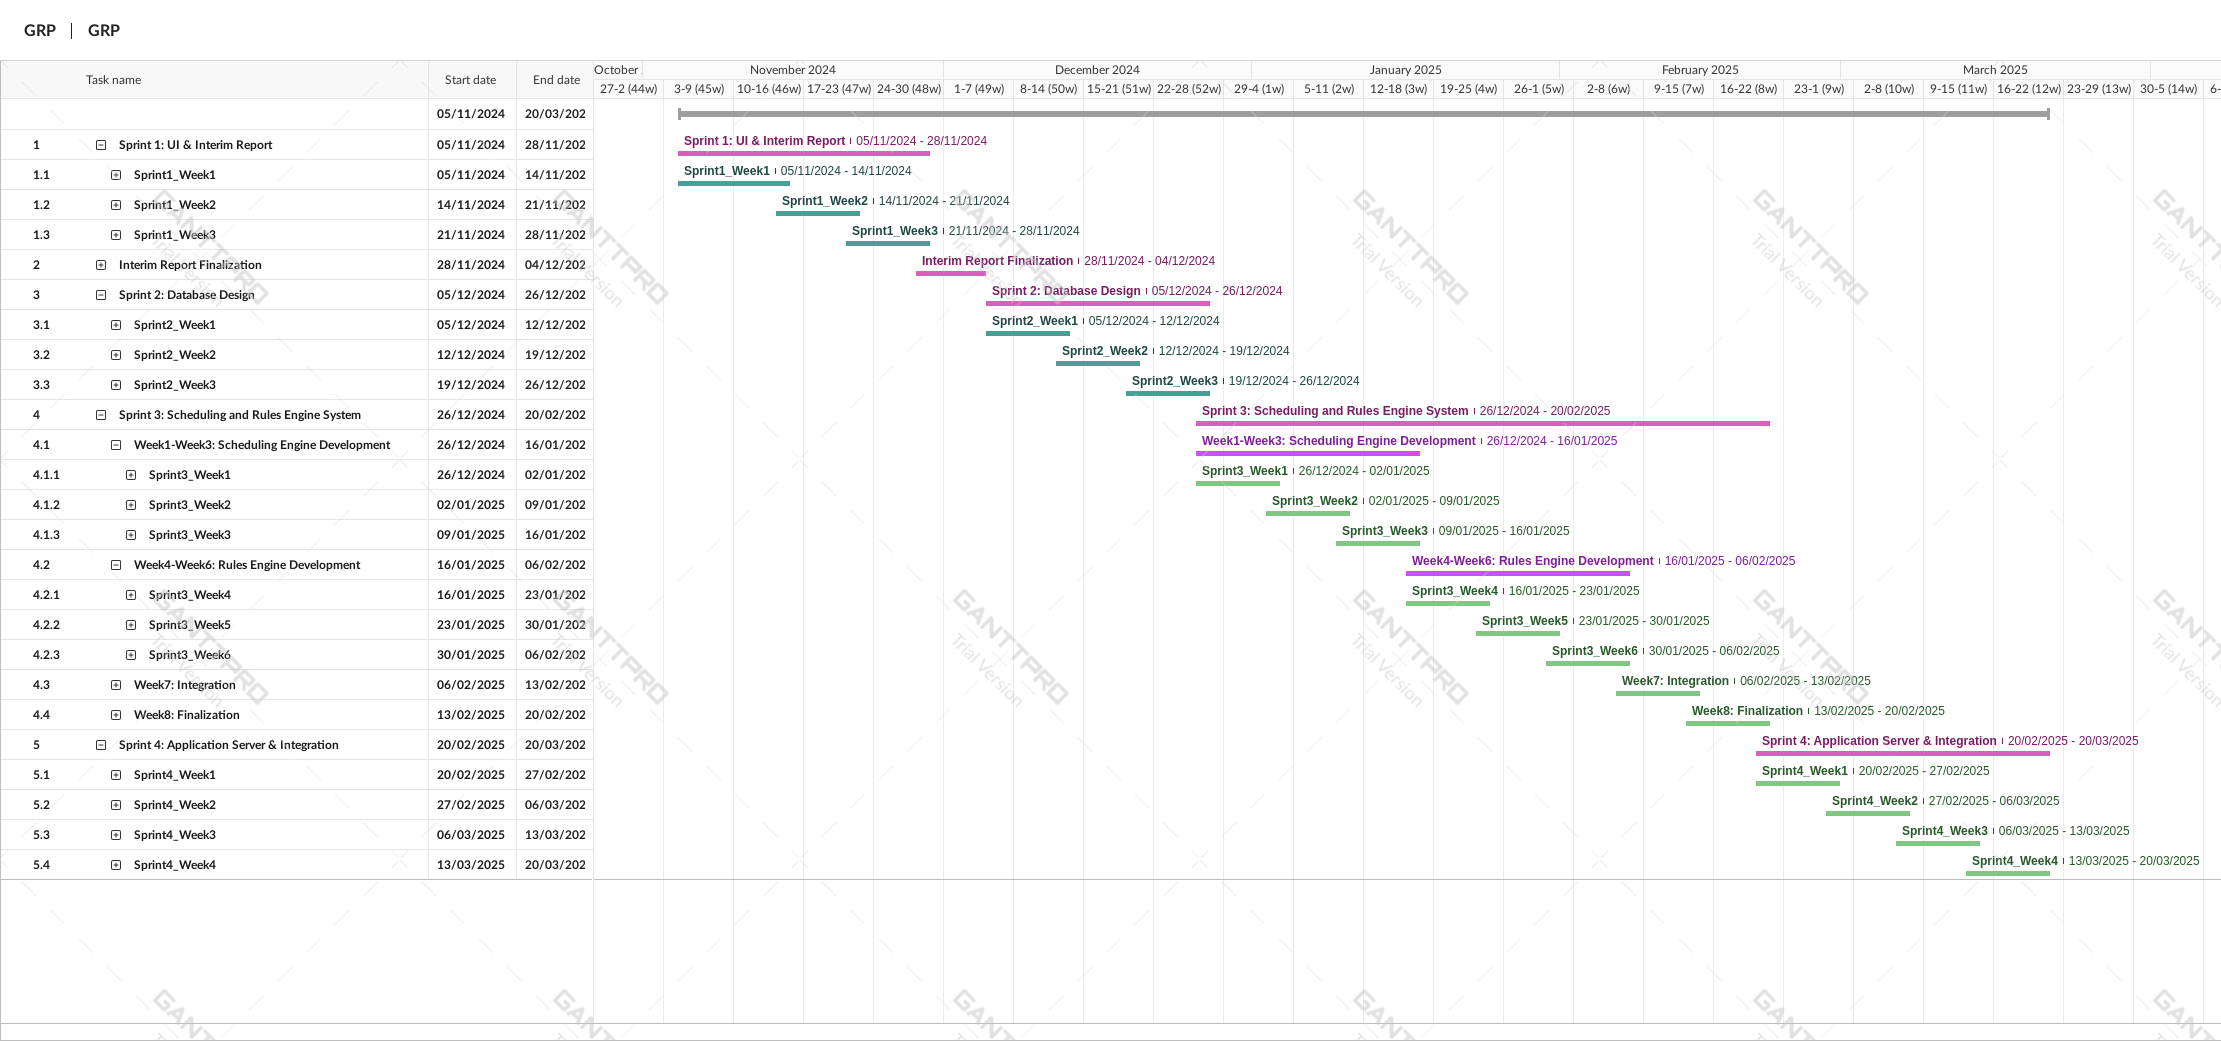 GRP | GRP
Task name Start date End date October November 2024 December 2024 January 2025 February 2025 March 2025
27-2 (44w) 3-9 (45w) 10-16 (46w) 17-23 (47w) 24-30 (48w) 1-7 (49w) 8-14 (50w) 15-21 (51w) 22-28 (52w) 29-4 (1w) 5-11 (2w) 12-18 (3w) 19-25 (4w) 26-1 (5w) 2-8 (6w) 9-15 (7w) 16-22 (8w) 23-1 (9w) 2-8 (10w) 9-15 (11w) 16-22 (12w) 23-29 (13w) 30-5 (14w) 6-
05/11/2024 20/03/202
1 Sprint 1: UI & Interim Report 05/11/2024 28/11/202 Sprint 1: UI & Interim Report 05/11/2024 - 28/11/2024
1.1 Sprint1_Week1 05/11/2024 14/11/202 Sprint1_Week1 05/11/2024 - 14/11/2024
1.2 Sprint1_Week2 14/11/2024 21/11/202 Sprint1_Week2 14/11/2024 - 21/11/2024
1.3 Sprint1_Week3 21/11/2024 28/11/202 Sprint1_Week3 21/11/2024 - 28/11/2024
2 Interim Report Finalization 28/11/2024 04/12/202 Interim Report Finalization 28/11/2024 - 04/12/2024
3 Sprint 2: Database Design 05/12/2024 26/12/202 Sprint 2: Database Design 05/12/2024 - 26/12/2024
3.1 Sprint2_Week1 05/12/2024 12/12/202 Sprint2_Week1 05/12/2024 - 12/12/2024
3.2 Sprint2_Week2 12/12/2024 19/12/202 Sprint2_Week2 12/12/2024 - 19/12/2024
3.3 Sprint2_Week3 19/12/2024 26/12/202 Sprint2_Week3 19/12/2024 - 26/12/2024
4 Sprint 3: Scheduling and Rules Engine System 26/12/2024 20/02/202 Sprint 3: Scheduling and Rules Engine System 26/12/2024 - 20/02/2025
4.1 Week1-Week3: Scheduling Engine Development 26/12/2024 16/01/202 Week1-Week3: Scheduling Engine Development 26/12/2024 - 16/01/2025
4.1.1 Sprint3_Week1 26/12/2024 02/01/202 Sprint3_Week1 26/12/2024 - 02/01/2025
4.1.2 Sprint3_Week2 02/01/2025 09/01/202 Sprint3_Week2 02/01/2025 - 09/01/2025
4.1.3 Sprint3_Week3 09/01/2025 16/01/202 Sprint3_Week3 09/01/2025 - 16/01/2025
4.2 Week4-Week6: Rules Engine Development 16/01/2025 06/02/202 Week4-Week6: Rules Engine Development 16/01/2025 - 06/02/2025
4.2.1 Sprint3_Week4 16/01/2025 23/01/202 Sprint3_Week4 16/01/2025 - 23/01/2025
4.2.2 Sprint3_Week5 23/01/2025 30/01/202 Sprint3_Week5 23/01/2025 - 30/01/2025
4.2.3 Sprint3_Week6 30/01/2025 06/02/202 Sprint3_Week6 30/01/2025 - 06/02/2025
4.3 Week7: Integration 06/02/2025 13/02/202 Week7: Integration 06/02/2025 - 13/02/2025
4.4 Week8: Finalization 13/02/2025 20/02/202 Week8: Finalization 13/02/2025 - 20/02/2025
5 Sprint 4: Application Server & Integration 20/02/2025 20/03/202 Sprint 4: Application Server & Integration 20/02/2025 - 20/03/2025
5.1 Sprint4_Week1 20/02/2025 27/02/202 Sprint4_Week1 20/02/2025 - 27/02/2025
5.2 Sprint4_Week2 27/02/2025 06/03/202 Sprint4_Week2 27/02/2025 - 06/03/2025
5.3 Sprint4_Week3 06/03/2025 13/03/202 Sprint4_Week3 06/03/2025 - 13/03/2025
5.4 Sprint4_Week4 13/03/2025 20/03/202 Sprint4_Week4 13/03/2025 - 20/03/2025
GANTTPRO
Trial Version